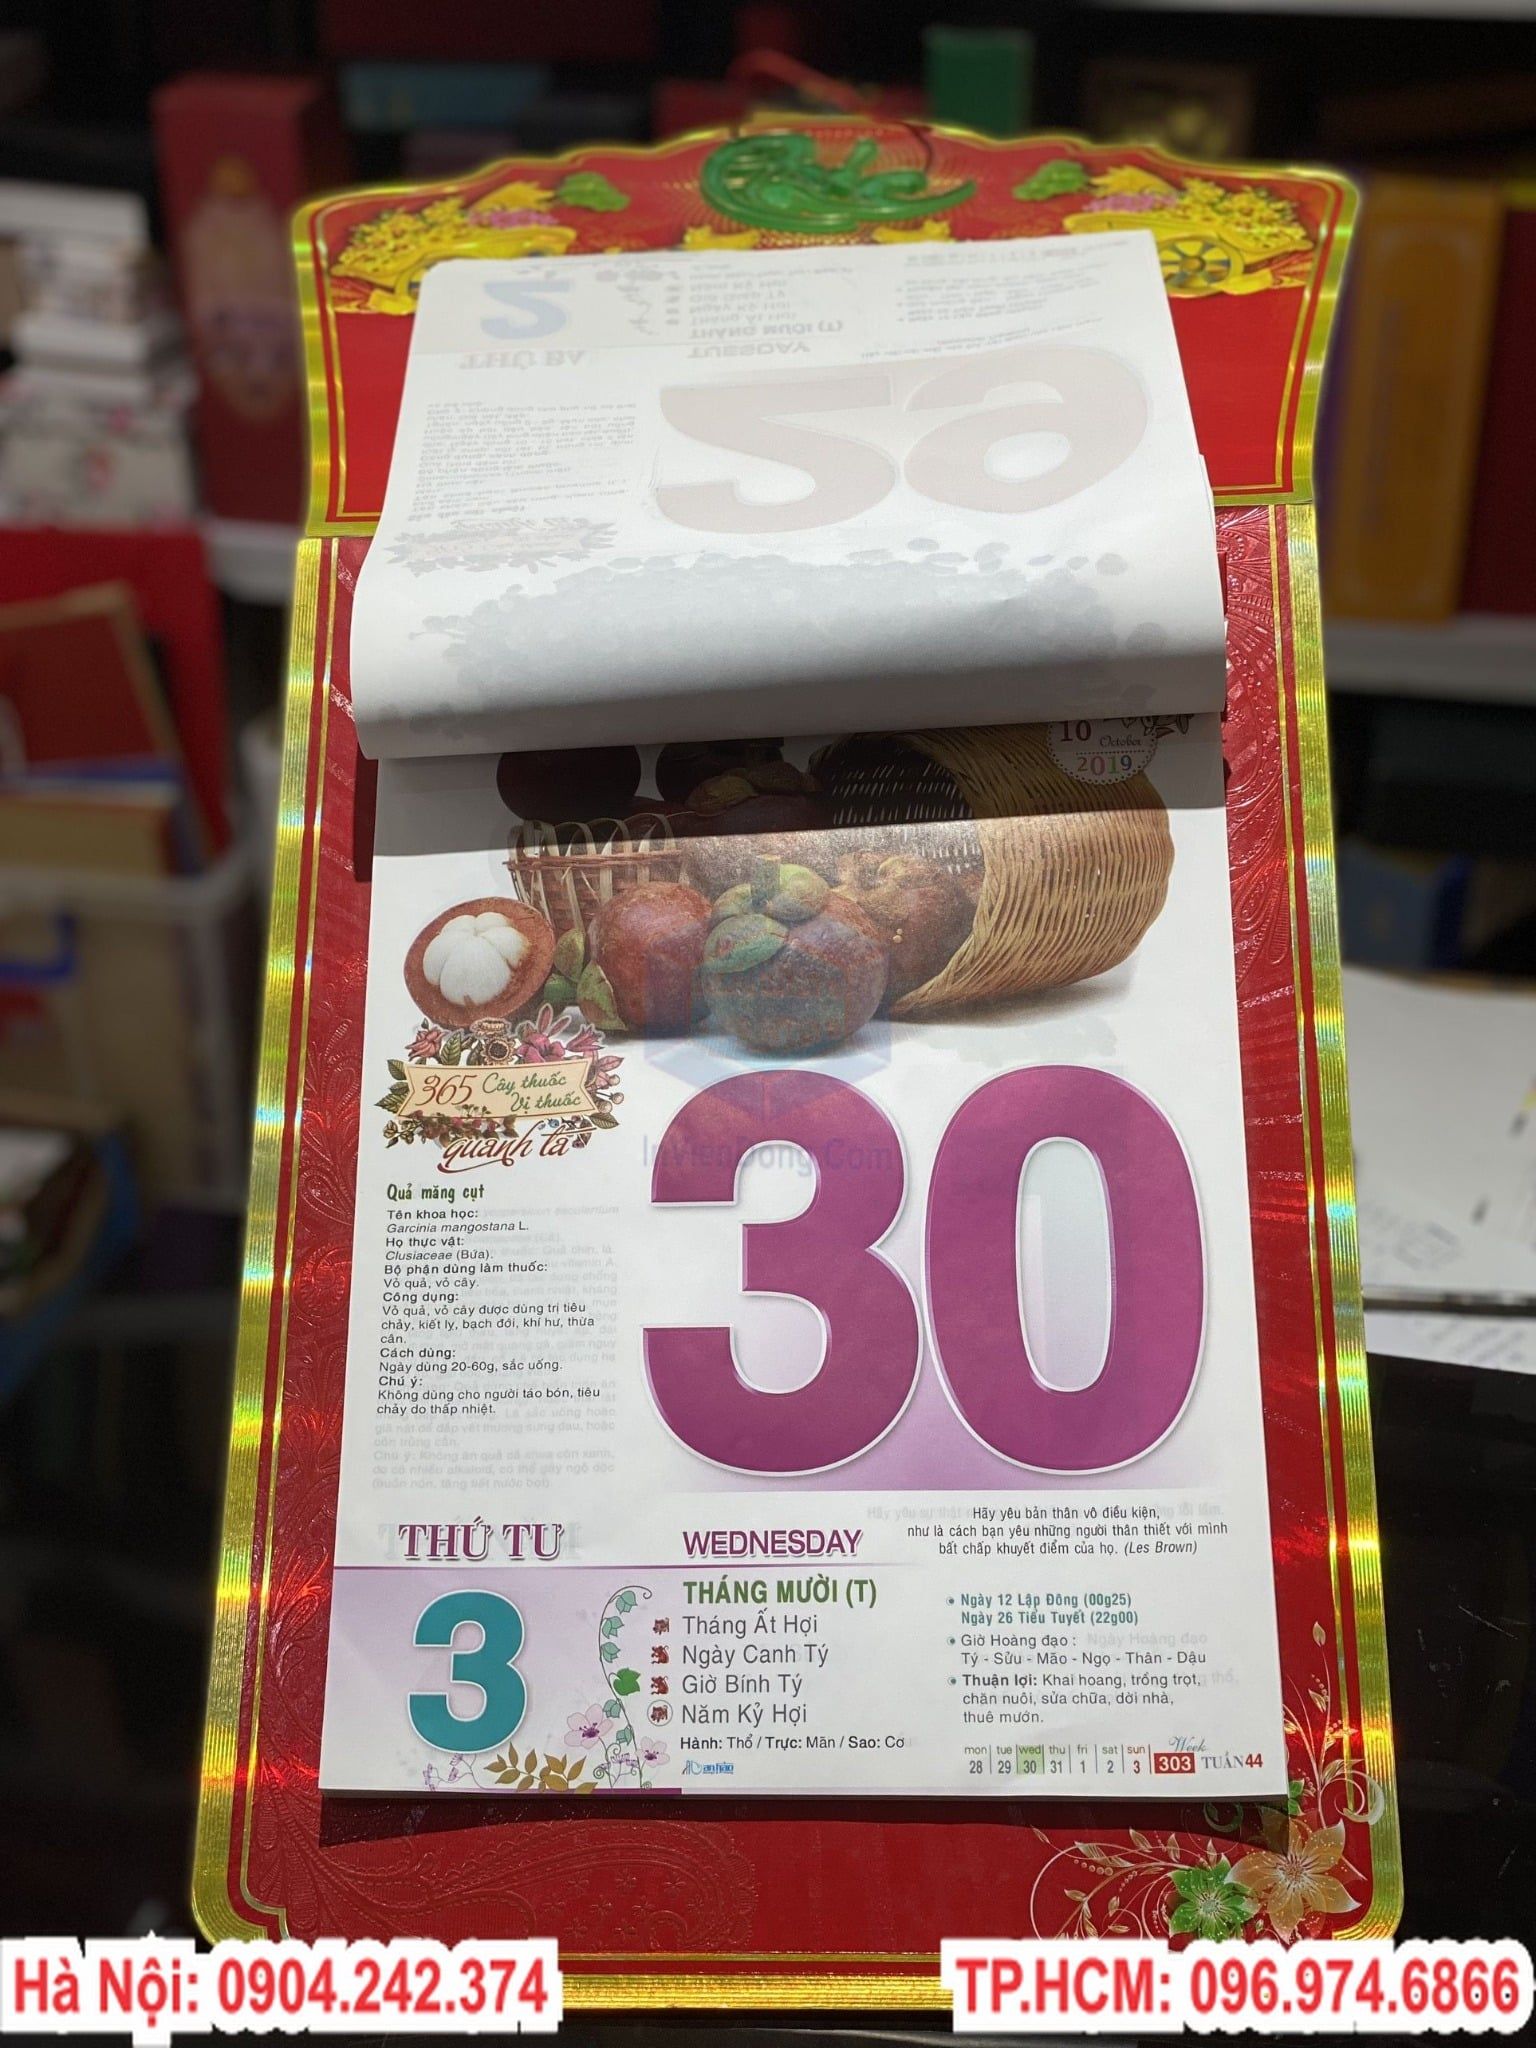 10
October
2019
365 Cây thuốc
Vị thuốc
quanh ta
InVienDong.Com
Quả măng cụt
Tên khoa học:
Garcinia mangostana L.
Họ thực vật:
Clusiaceae (Bứa).
Bộ phận dùng làm thuốc:
Vỏ quả, vỏ cây.
Công dụng:
Vỏ quả, vỏ cây được dùng trị tiêu
chảy, kiết lỵ, bạch đới, khí hư, thừa
cân.
Cách dùng:
Ngày dùng 20-60g, sắc uống.
Chú ý:
Không dùng cho người táo bón, tiêu
chảy do thấp nhiệt.
30
Hãy yêu bản thân vô điều kiện,
như là cách bạn yêu những người thân thiết với mình
bất chấp khuyết điểm của họ. (Les Brown)
THỨ TƯ
WEDNESDAY
3
THÁNG MƯỜI (T)
Tháng Ất Hợi
Ngày Canh Tý
Giờ Bính Tý
Năm Kỷ Hợi
Hành: Thổ / Trực: Mãn / Sao: Cơ
Ngày 12 Lập Đông (00g25)
Ngày 26 Tiểu Tuyết (22g00)
Giờ Hoàng đạo :
Tý - Sửu - Mão - Ngọ - Thân - Dậu
Thuận lợi: Khai hoang, trồng trọt,
chăn nuôi, sửa chữa, dời nhà,
thuê mướn.
mon tue wed thu fri sat sun Week
28 29 30 31 1 2 3 303 TUẦN 44
Hà Nội: 0904.242.374
TP.HCM: 096.974.6866